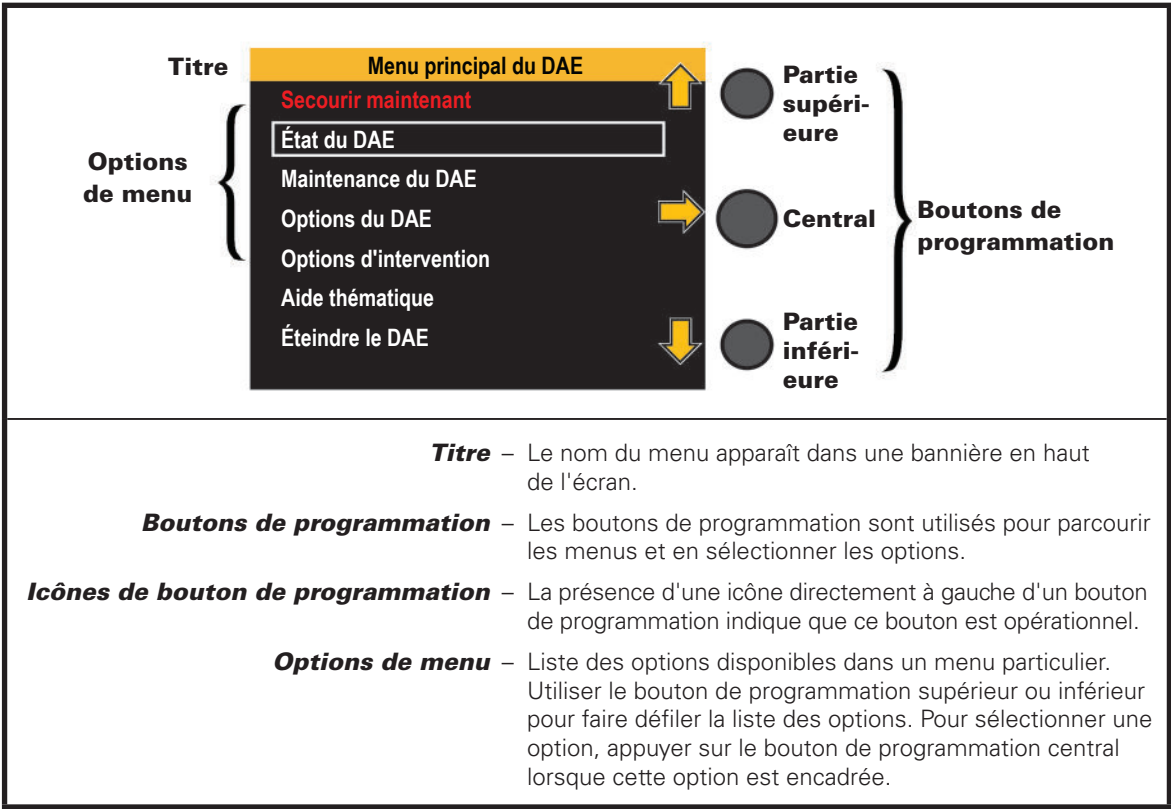 Titre
Menu principal du DAE
Secourir maintenant
État du DAE
Maintenance du DAE
Options du DAE
Options d'intervention
Aide thématique
Éteindre le DAE
Options
de menu
Partie
supéri-
eure
Central
Partie
inféri-
eure
Boutons de
programmation
Titre – Le nom du menu apparaît dans une bannière en haut
de l'écran.
Boutons de programmation – Les boutons de programmation sont utilisés pour parcourir
les menus et en sélectionner les options.
Icônes de bouton de programmation – La présence d'une icône directement à gauche d'un bouton
de programmation indique que ce bouton est opérationnel.
Options de menu – Liste des options disponibles dans un menu particulier.
Utiliser le bouton de programmation supérieur ou inférieur
pour faire défiler la liste des options. Pour sélectionner une
option, appuyer sur le bouton de programmation central
lorsque cette option est encadrée.